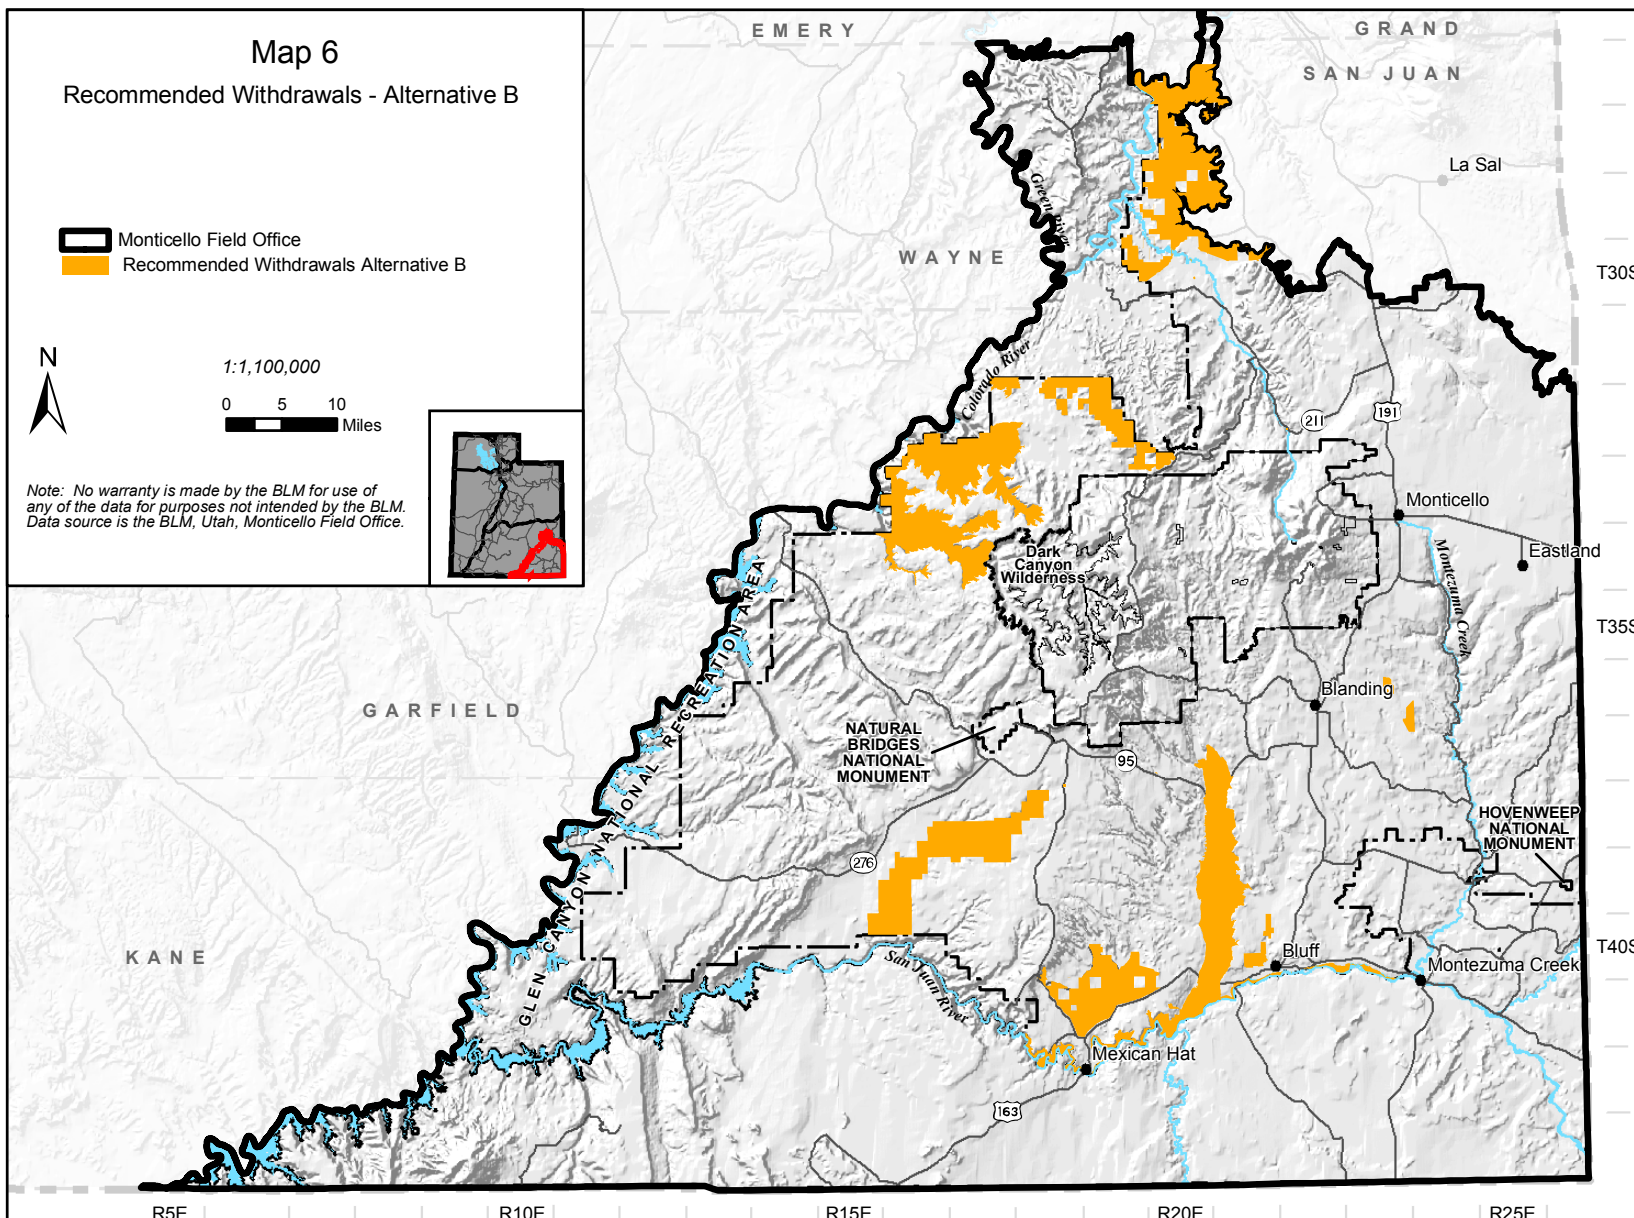 Map 6
Recommended Withdrawals - Alternative B
Monticello Field Office
Recommended Withdrawals Alternative B
N
1:1,100,000
0 5 10
Miles
Note: No warranty is made by the BLM for use of
any of the data for purposes not intended by the BLM.
Data source is the BLM, Utah, Monticello Field Office.
EMERY
GRAND
SAN JUAN
La Sal
Green River
WAYNE
T30S
Colorado River
211
191
Monticello
Eastland
Dark
Canyon
Wilderness
Montezuma Creek
T35S
GLEN CANYON NATIONAL RECREATION AREA
GARFIELD
Blanding
NATURAL
BRIDGES
NATIONAL
MONUMENT
95
HOVENWEEP
NATIONAL
MONUMENT
276
KANE
San Juan River
Bluff
T40S
Montezuma Creek
Mexican Hat
163
R5E
R10E
R15E
R20E
R25E